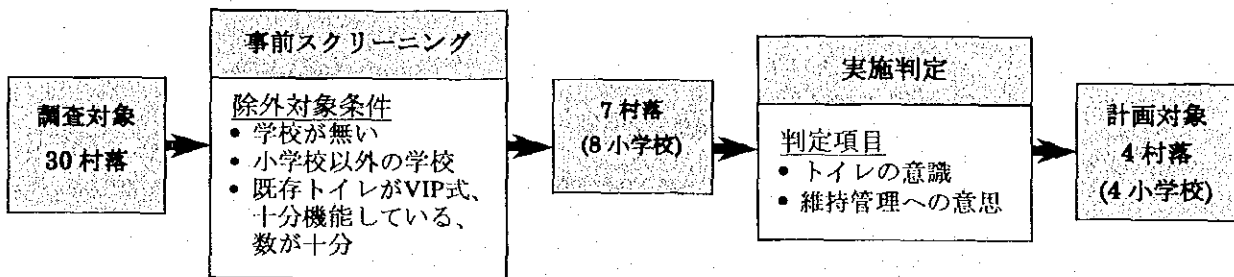 調査対象
30 村落
事前スクリーニング
除外対象条件
• 学校が無い
• 小学校以外の学校
• 既存トイレがVIP式、
十分機能している、
数が十分
7 村落
(8 小学校)
実施判定
判定項目
• トイレの意識
• 維持管理への意思
計画対象
4 村落
(4 小学校)